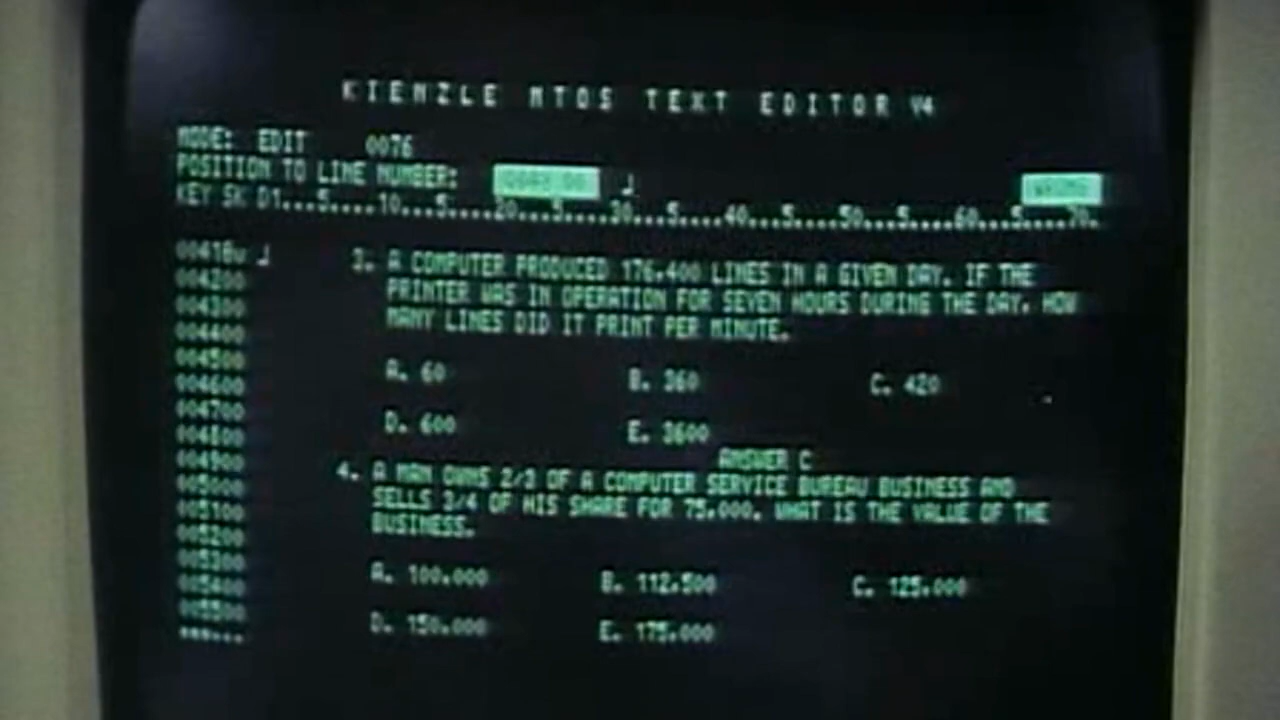 KIENZLE MTOS TEXT EDITOR V4
MODE: EDIT 0076
POSITION TO LINE NUMBER:
KEY SK D1...5....10...5....20...5....30...5....40...5....50...5....60...5....70.
3. A COMPUTER PRODUCED 176.400 LINES IN A GIVEN DAY. IF THE
004200
004300 PRINTER WAS IN OPERATION FOR SEVEN HOURS DURING THE DAY, HOW
004400 MANY LINES DID IT PRINT PER MINUTE.
004500
004600 A. 60 B. 360 C. 420
004700
004800 D. 600 E. 3600
004900 ANSWER C
005000 4. A MAN OWNS 2/3 OF A COMPUTER SERVICE BUREAU BUSINESS AND
005100 SELLS 3/4 OF HIS SHARE FOR 75.000. WHAT IS THE VALUE OF THE
005200 BUSINESS.
005300
005400 A. 100.000 B. 112.500 C. 125.000
005500
D. 150.000 E. 175.000